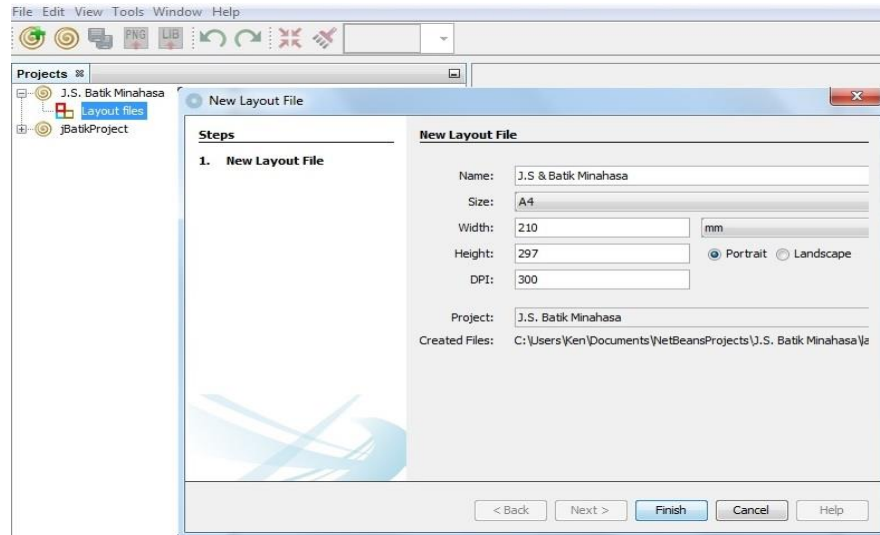 File Edit View Tools Window Help
PNG LIB
Projects
J.S. Batik Minahasa
Layout files
jBatikProject
New Layout File
Steps
1. New Layout File
New Layout File
Name: J.S & Batik Minahasa
Size: A4
Width: 210 mm
Height: 297 Portrait Landscape
DPI: 300
Project: J.S. Batik Minahasa
Created Files: C:\Users\Ken\Documents\NetBeansProjects\J.S. Batik Minahasa\la
< Back Next > Finish Cancel Help